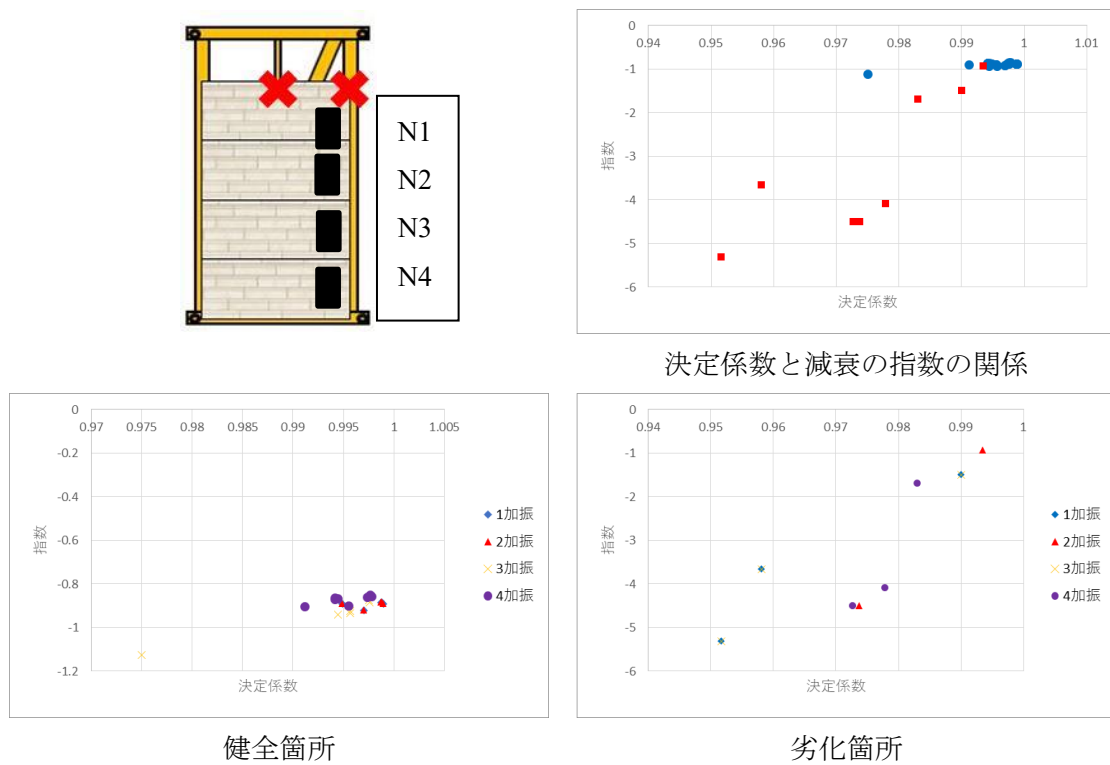 N1
N2
N3
N4
0
0.94
0.95
0.96
0.97
0.98
0.99
1
1.01
-1
-2
-3
-4
-5
-6
指数
決定係数
決定係数と減衰の指数の関係
0
0.97
0.975
0.98
0.985
0.99
0.995
1
1.005
-0.2
-0.4
-0.6
-0.8
-1
-1.2
指数
決定係数
1加振
2加振
3加振
4加振
健全箇所
0
0.94
0.95
0.96
0.97
0.98
0.99
1
-1
-2
-3
-4
-5
-6
指数
決定係数
1加振
2加振
3加振
4加振
劣化箇所